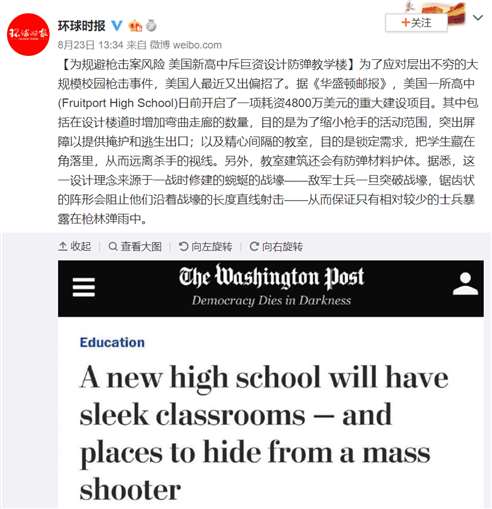 环球时报
环球时报
8月23日 13:34 来自 微博 weibo.com
+关注
【为规避枪击案风险 美国新高中斥巨资设计防弹教学楼】为了应对层出不穷的大
规模校园枪击事件，美国人最近又出偏招了。据《华盛顿邮报》，美国一所高中
(Fruitport High School)日前开启了一项耗资4800万美元的重大建设项目。其中包
括在设计楼道时增加弯曲走廊的数量，目的是为了缩小枪手的活动范围，突出屏
障以提供掩护和逃生出口；以及精心间隔的教室，目的是锁定需求，把学生藏在
角落里，从而远离杀手的视线。另外，教室建筑还会有防弹材料护体。据悉，这
一设计理念来源于一战时修建的蜿蜒的战壕——敌军士兵一旦突破战壕，锯齿状
的阵形会阻止他们沿着战壕的长度直线射击——从而保证只有相对较少的士兵暴
露在枪林弹雨中。
收起 查看大图 向左旋转 向右旋转
The Washington Post
Democracy Dies in Darkness
Education
A new high school will have
sleek classrooms — and
places to hide from a mass
shooter